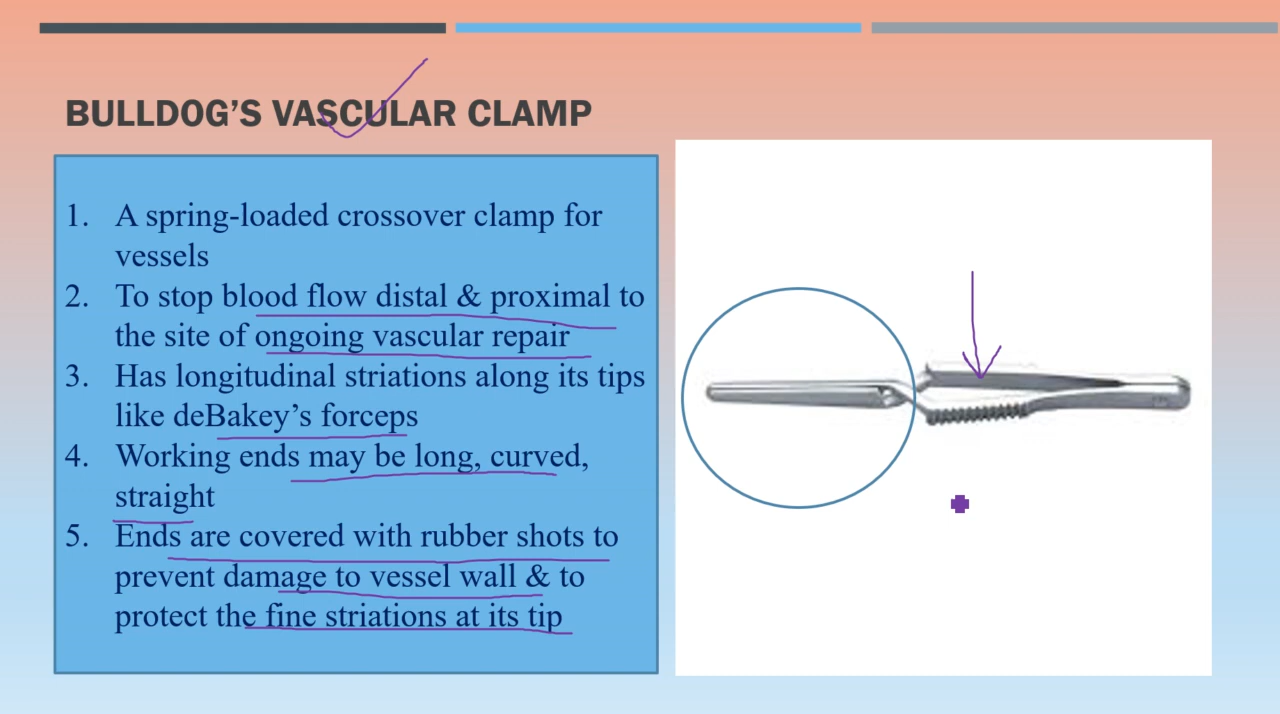 BULLDOG'S VASCULAR CLAMP
1. A spring-loaded crossover clamp for
vessels
2. To stop blood flow distal & proximal to
the site of ongoing vascular repair
3. Has longitudinal striations along its tips
like deBakey's forceps
4. Working ends may be long, curved,
straight
5. Ends are covered with rubber shots to
prevent damage to vessel wall & to
protect the fine striations at its tip